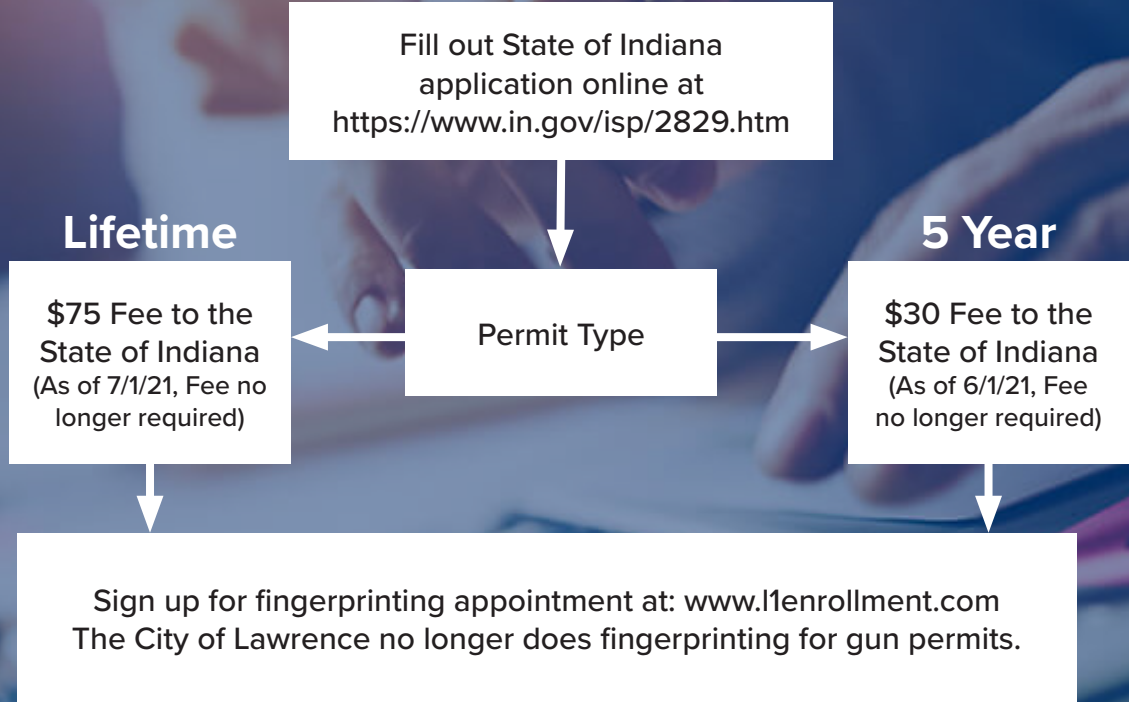 Fill out State of Indiana
application online at
https://www.in.gov/isp/2829.htm
Lifetime
5 Year
$75 Fee to the
State of Indiana
(As of 7/1/21, Fee no
longer required)
Permit Type
$30 Fee to the
State of Indiana
(As of 6/1/21, Fee
no longer required)
Sign up for fingerprinting appointment at: www.l1enrollment.com
The City of Lawrence no longer does fingerprinting for gun permits.